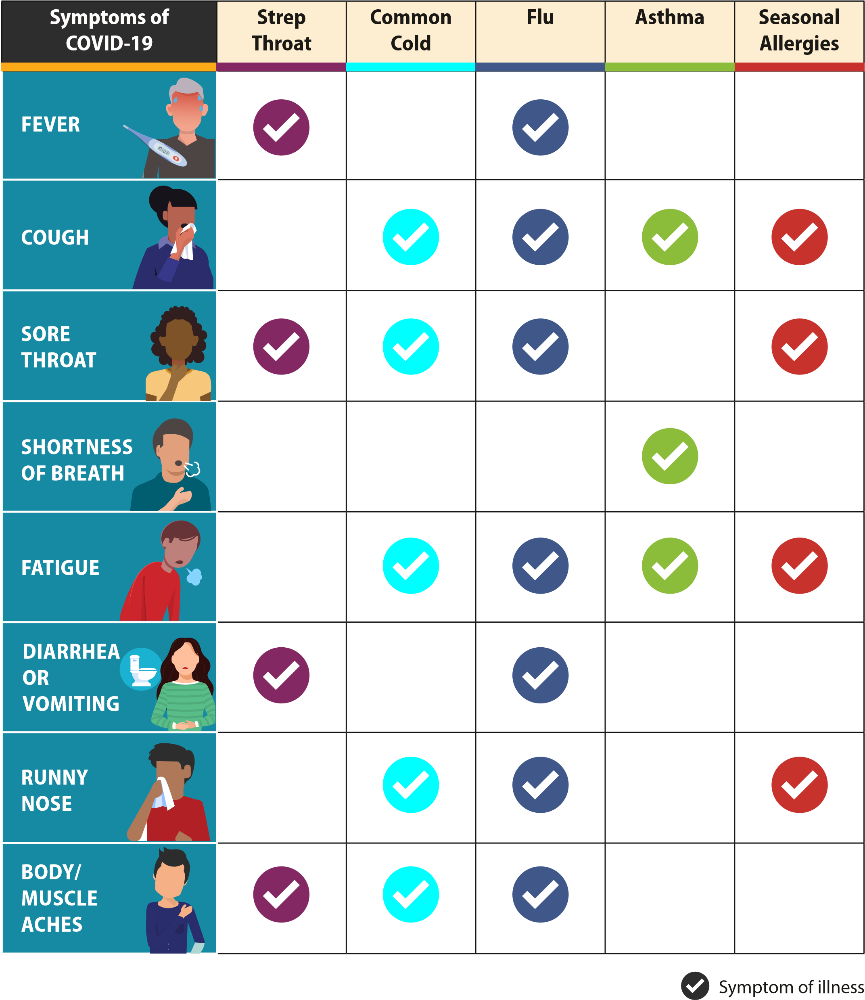 Symptoms of
COVID-19
Strep
Throat
Common
Cold
Flu
Asthma
Seasonal
Allergies
FEVER
COUGH
SORE
THROAT
SHORTNESS
OF BREATH
FATIGUE
DIARRHEA
OR
VOMITING
RUNNY
NOSE
BODY/
MUSCLE
ACHES
Symptom of illness